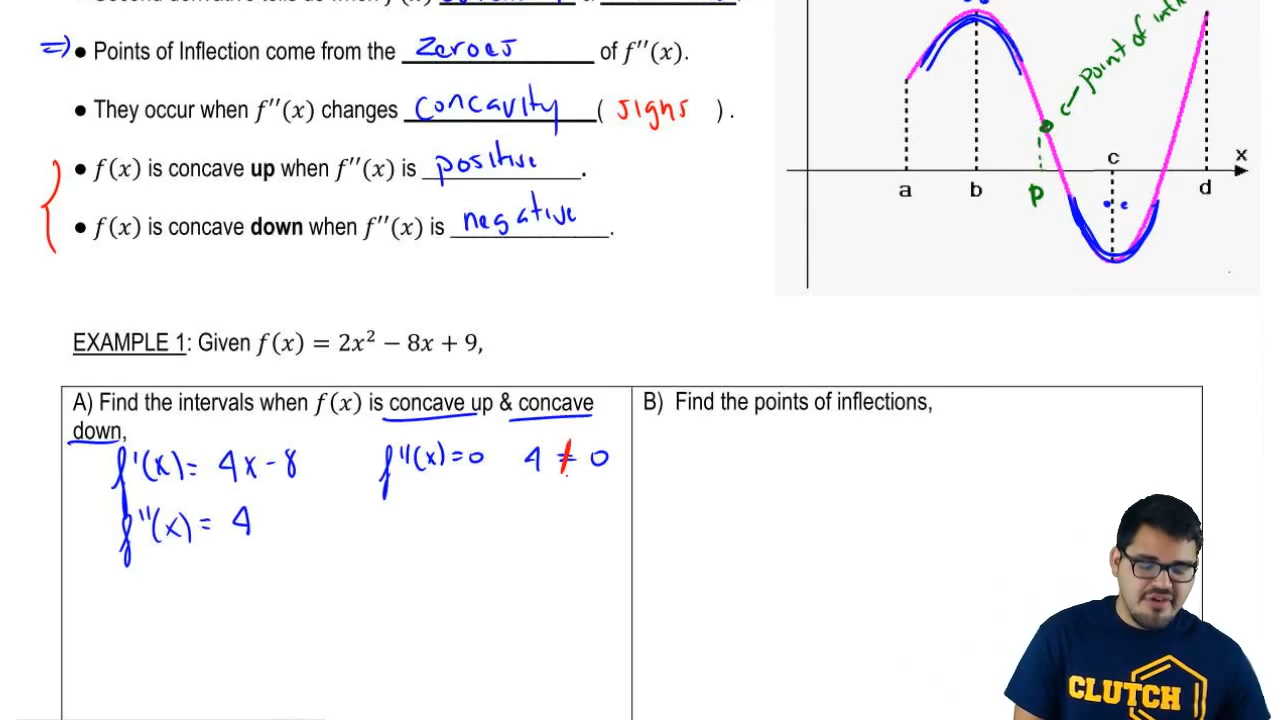 => • Points of Inflection come from the zeroes of f''(x).
• They occur when f''(x) changes concavity ( signs ).
• f(x) is concave up when f''(x) is positive.
• f(x) is concave down when f''(x) is negative.
Point of
x
a b p c d
EXAMPLE 1: Given f(x) = 2x² − 8x + 9,
A) Find the intervals when f(x) is concave up & concave
down,
f'(x) = 4x - 8
f''(x) = 0 4 ≠ 0
f''(x) = 4
B) Find the points of inflections,
CLUTCH